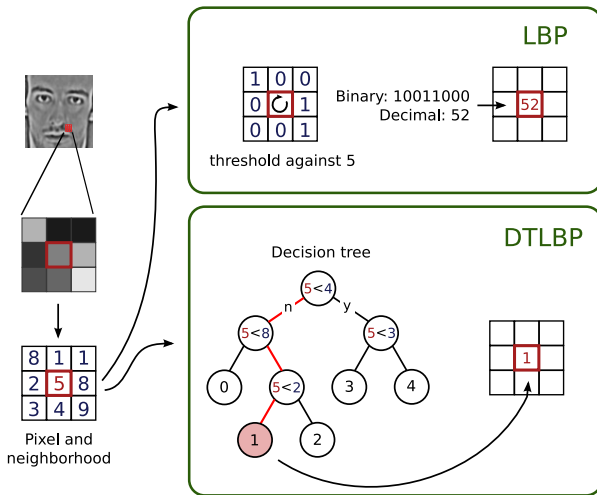 LBP
1 0 0
0 1
0 0 1
threshold against 5
Binary: 10011000
Decimal: 52
52
8 1 1
2 5 8
3 4 9
Pixel and
neighborhood
DTLBP
Decision tree
5<4
n y
5<8 5<3
0 5<2 3 4
1 2
1